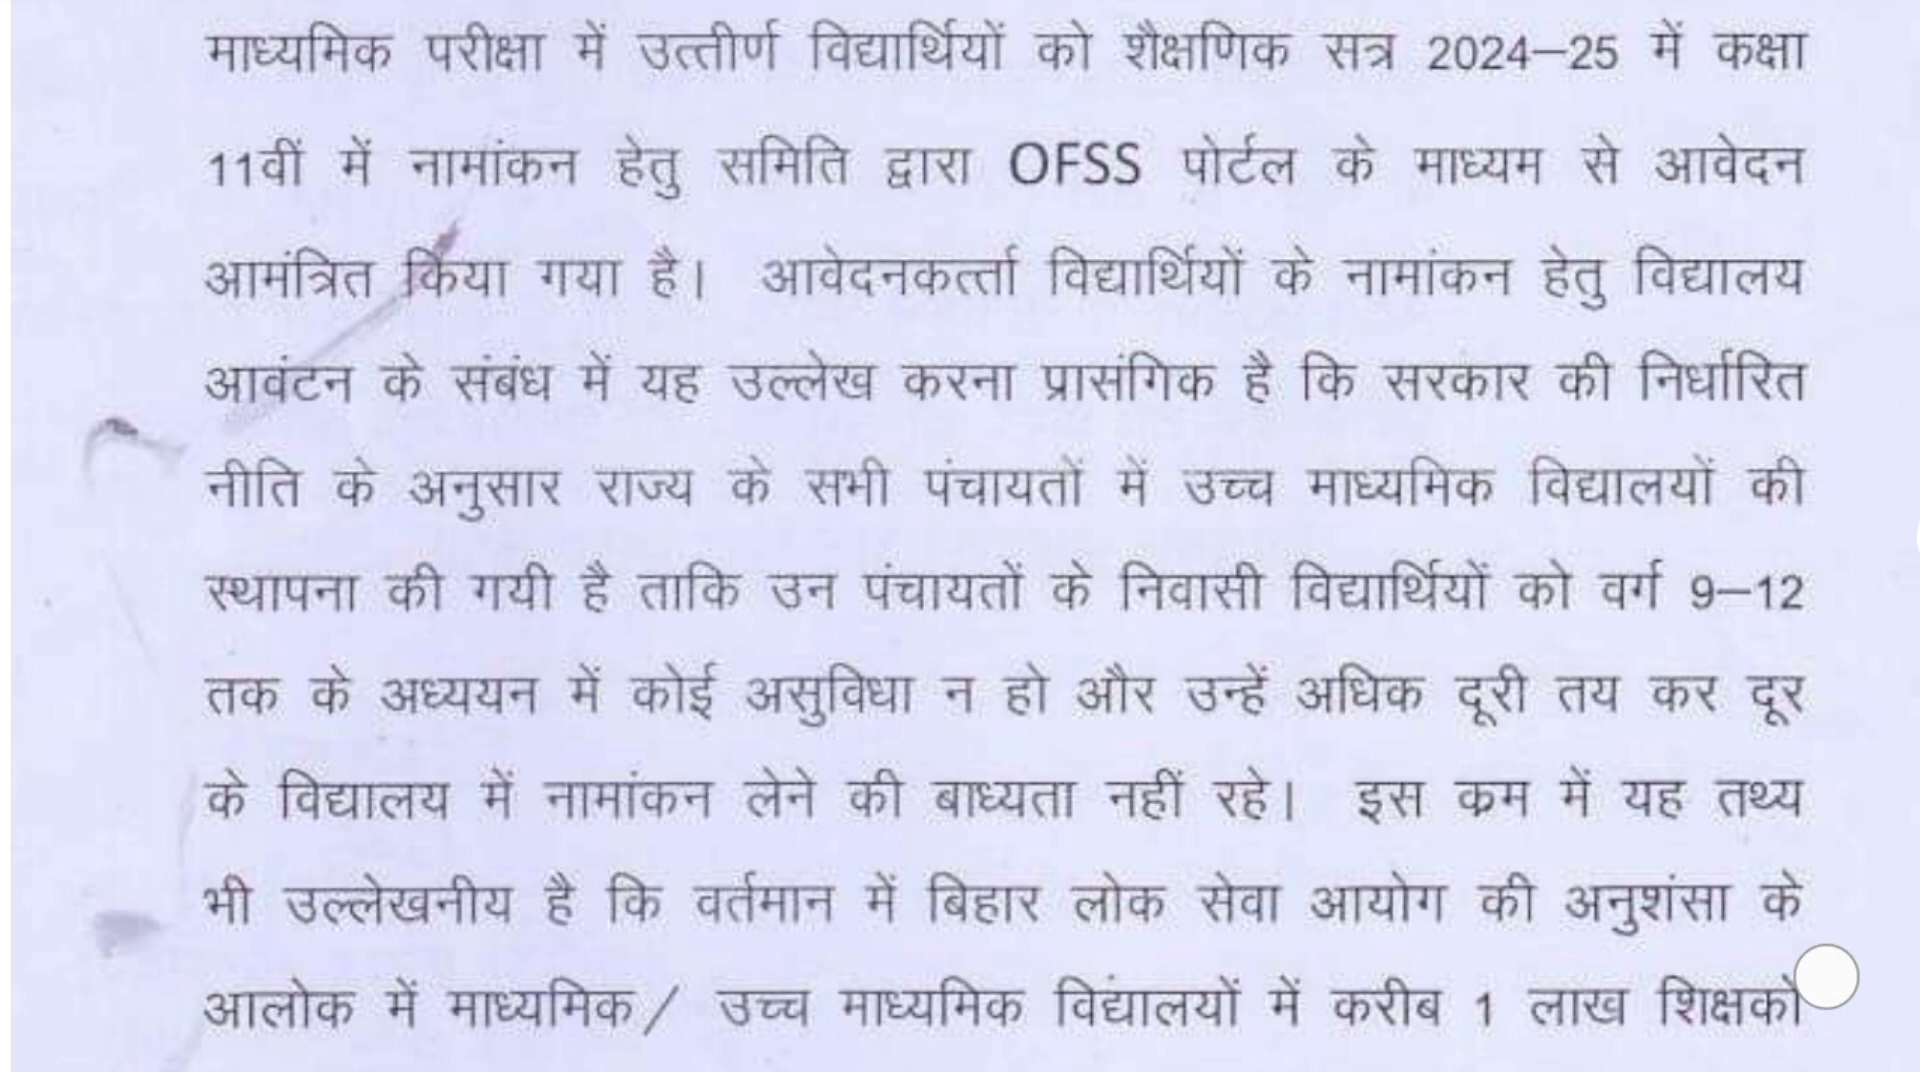 माध्यमिक परीक्षा में उत्तीर्ण विद्यार्थियों को शैक्षणिक सत्र 2024–25 में कक्षा
11वीं में नामांकन हेतु समिति द्वारा OFSS पोर्टल के माध्यम से आवेदन
आमंत्रित किया गया है। आवेदनकर्त्ता विद्यार्थियों के नामांकन हेतु विद्यालय
आवंटन के संबंध में यह उल्लेख करना प्रासंगिक है कि सरकार की निर्धारित
नीति के अनुसार राज्य के सभी पंचायतों में उच्च माध्यमिक विद्यालयों की
स्थापना की गयी है ताकि उन पंचायतों के निवासी विद्यार्थियों को वर्ग 9–12
तक के अध्ययन में कोई असुविधा न हो और उन्हें अधिक दूरी तय कर दूर
के विद्यालय में नामांकन लेने की बाध्यता नहीं रहे। इस क्रम में यह तथ्य
भी उल्लेखनीय है कि वर्तमान में बिहार लोक सेवा आयोग की अनुशंसा के
आलोक में माध्यमिक/ उच्च माध्यमिक विद्यालयों में करीब 1 लाख शिक्षकों